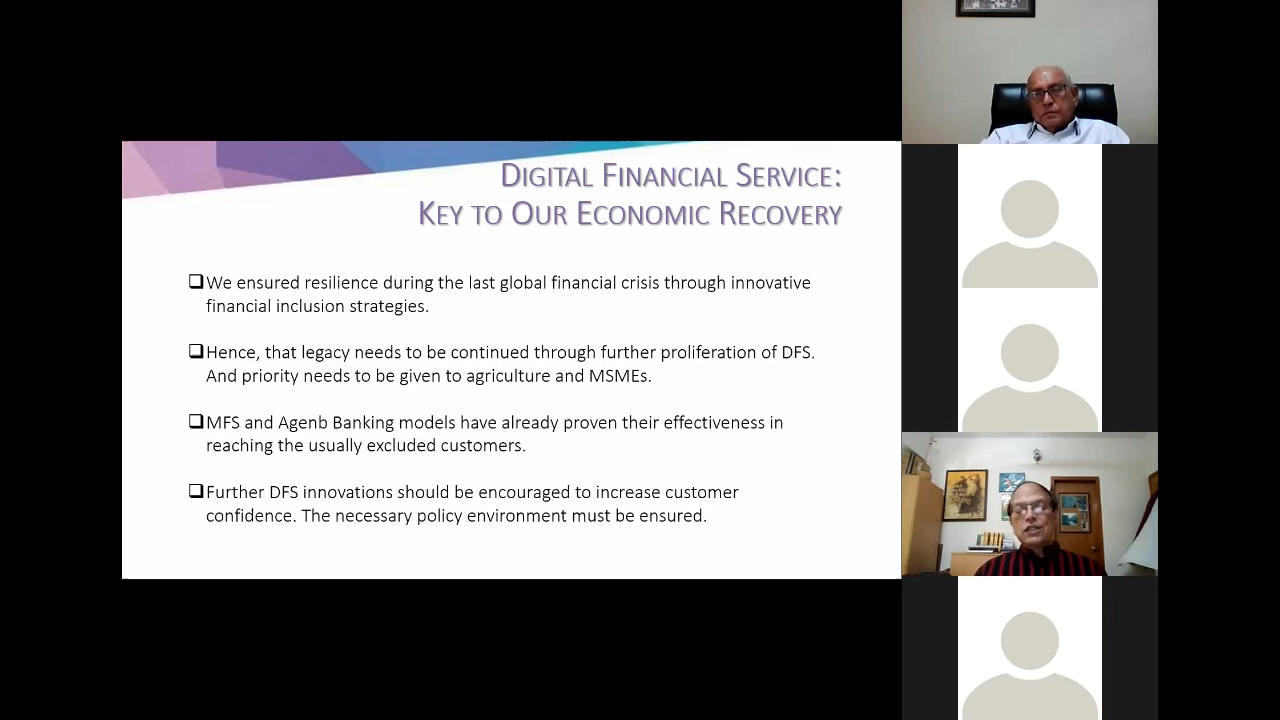 Digital Financial Service:
Key to Our Economic Recovery
We ensured resilience during the last global financial crisis through innovative
financial inclusion strategies.
Hence, that legacy needs to be continued through further proliferation of DFS.
And priority needs to be given to agriculture and MSMEs.
MFS and Agenb Banking models have already proven their effectiveness in
reaching the usually excluded customers.
Further DFS innovations should be encouraged to increase customer
confidence. The necessary policy environment must be ensured.